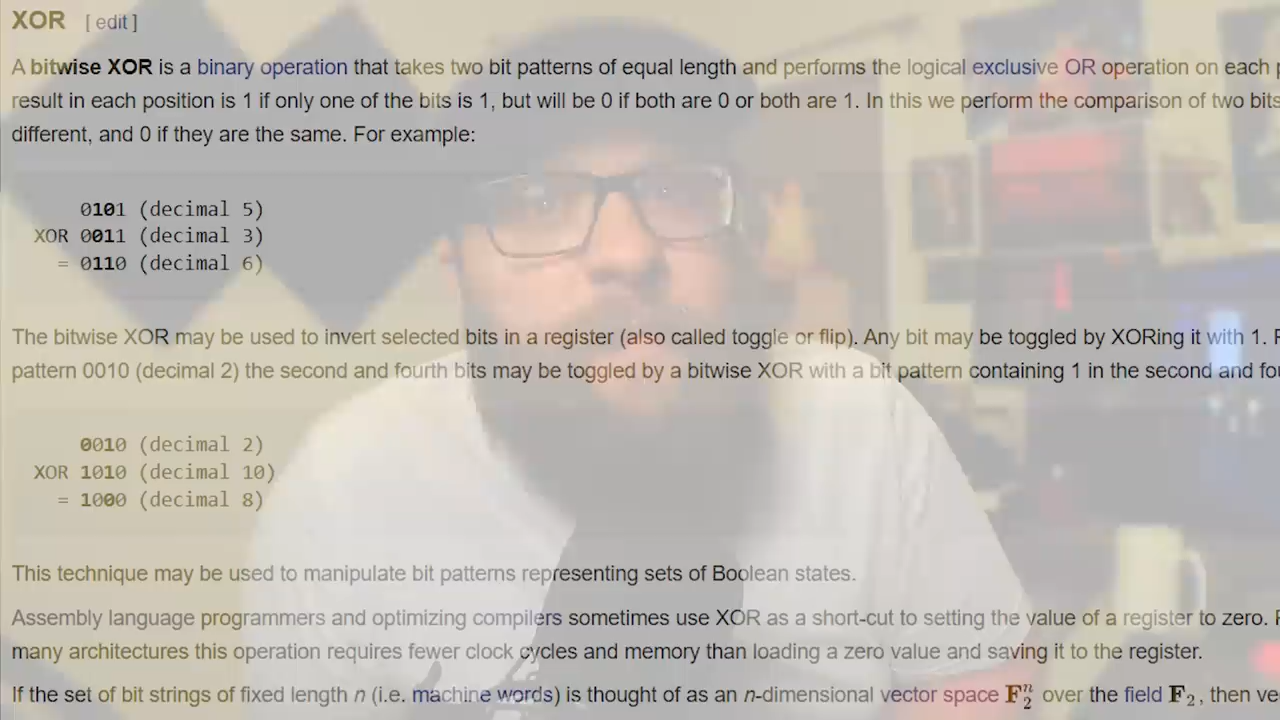 XOR [ edit ]
A bitwise XOR is a binary operation that takes two bit patterns of equal length and performs the logical exclusive OR operation on each
result in each position is 1 if only one of the bits is 1, but will be 0 if both are 0 or both are 1. In this we perform the comparison of two bits
different, and 0 if they are the same. For example:
0101 (decimal 5)
XOR 0011 (decimal 3)
= 0110 (decimal 6)
The bitwise XOR may be used to invert selected bits in a register (also called toggle or flip). Any bit may be toggled by XORing it with 1.
pattern 0010 (decimal 2) the second and fourth bits may be toggled by a bitwise XOR with a bit pattern containing 1 in the second and
0010 (decimal 2)
XOR 1010 (decimal 10)
= 1000 (decimal 8)
This technique may be used to manipulate bit patterns representing sets of Boolean states.
Assembly language programmers and optimizing compilers sometimes use XOR as a short-cut to setting the value of a register to zero.
many architectures this operation requires fewer clock cycles and memory than loading a zero value and saving it to the register.
If the set of bit strings of fixed length n (i.e. machine words) is thought of as an n-dimensional vector space F₂ⁿ over the field F₂, then